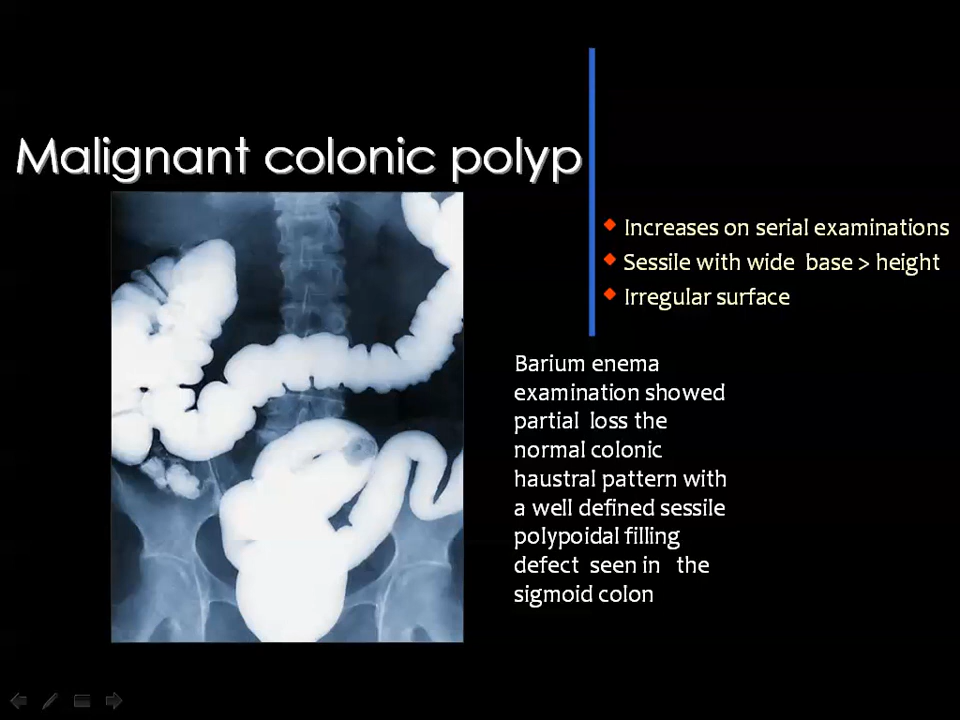 Malignant colonic polyp
Increases on serial examinations
Sessile with wide base > height
Irregular surface
Barium enema
examination showed
partial loss the
normal colonic
haustral pattern with
a well defined sessile
polypoidal filling
defect seen in the
sigmoid colon